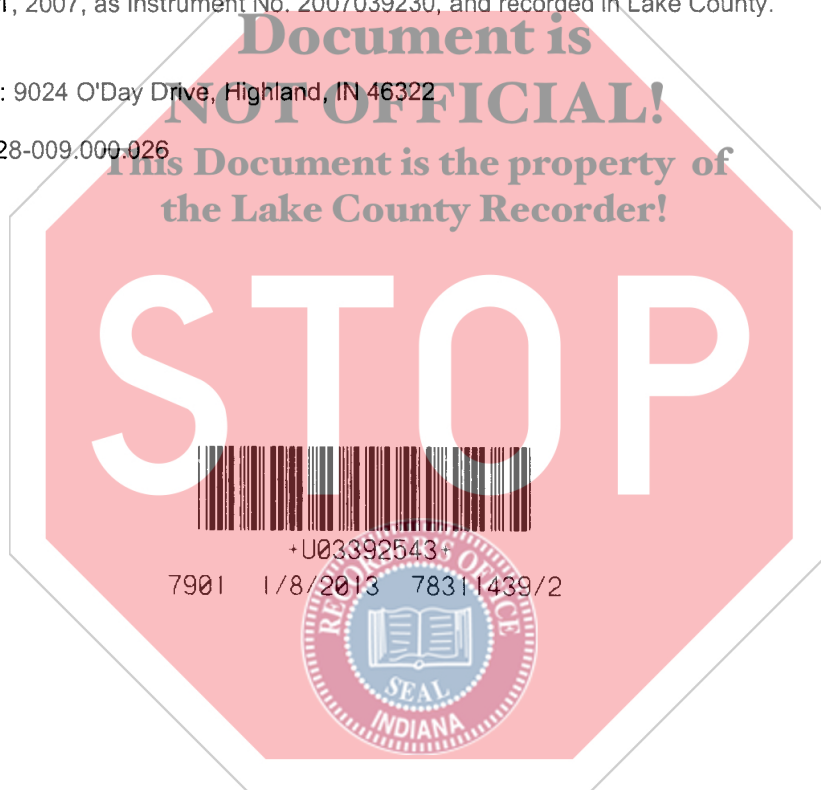 1, 2007, as Instrument No. 2007039230, and recorded in Lake County.
Document is
: 9024 O'Day Drive, Highland, IN 46322
NOT OFFICIAL!
28-009.000.026
This Document is the property of
the Lake County Recorder!
STOP
+U03392543+
7901 1/8/2013 78311439/2
RECORDER'S OFFICE
SEAL
INDIANA